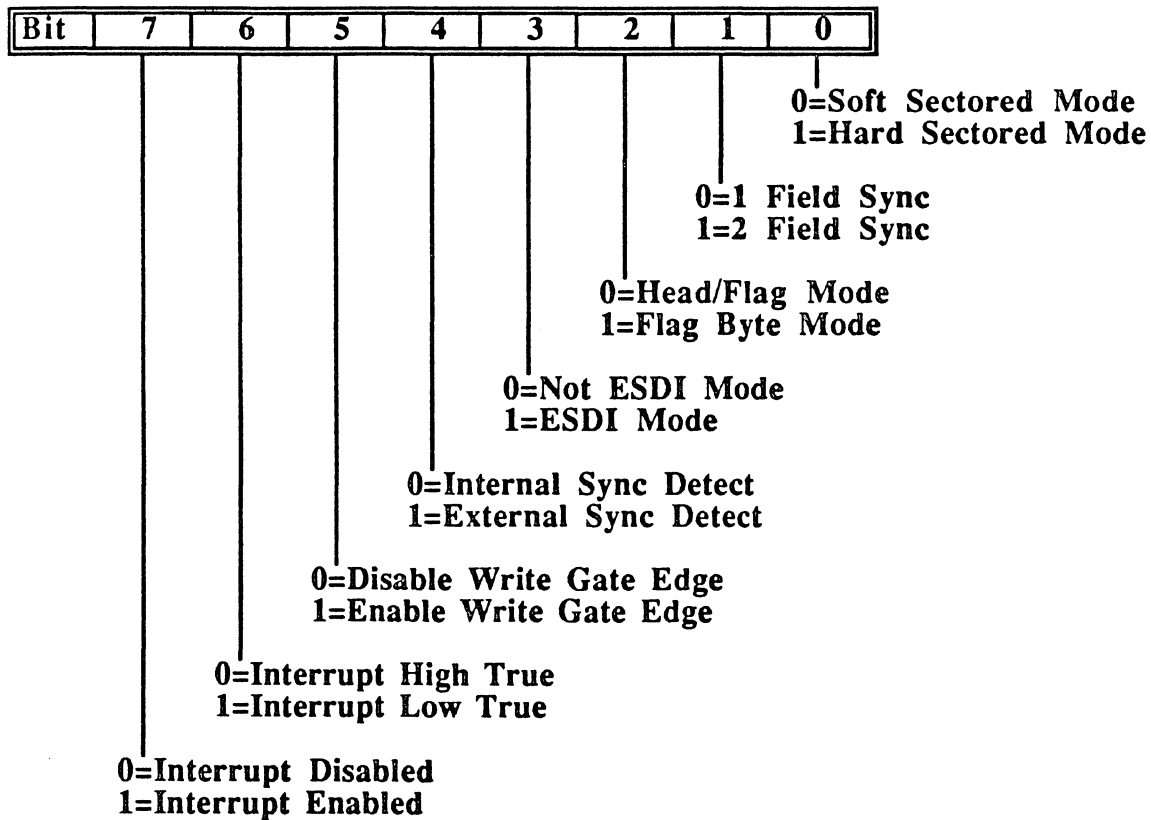 Bit 7 6 5 4 3 2 1 0
0=Soft Sectored Mode
1=Hard Sectored Mode
0=1 Field Sync
1=2 Field Sync
0=Head/Flag Mode
1=Flag Byte Mode
0=Not ESDI Mode
1=ESDI Mode
0=Internal Sync Detect
1=External Sync Detect
0=Disable Write Gate Edge
1=Enable Write Gate Edge
0=Interrupt High True
1=Interrupt Low True
0=Interrupt Disabled
1=Interrupt Enabled